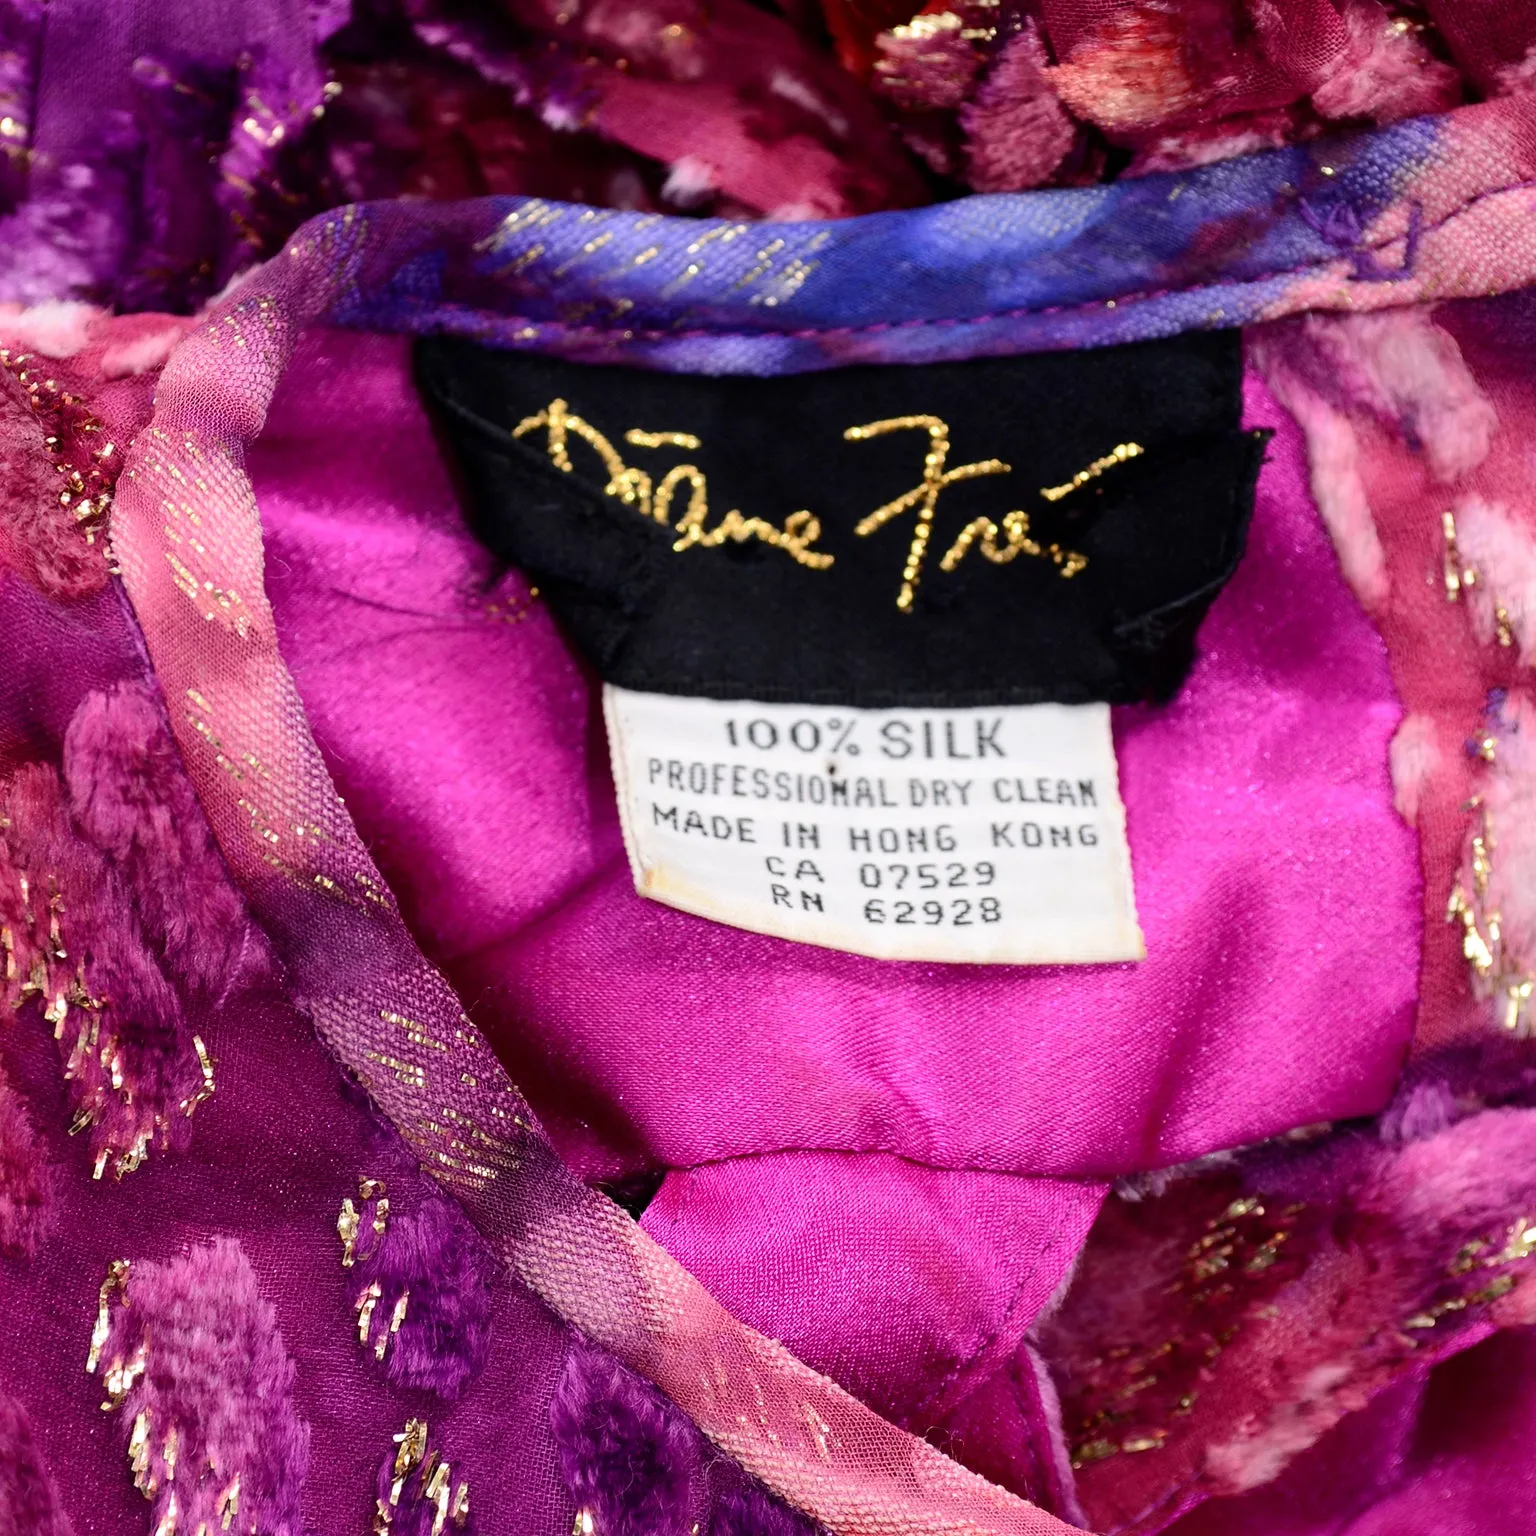 Diane Freis
100% SILK
PROFESSIONAL DRY CLEAN
MADE IN HONG KONG
CA 07529
RN 62928